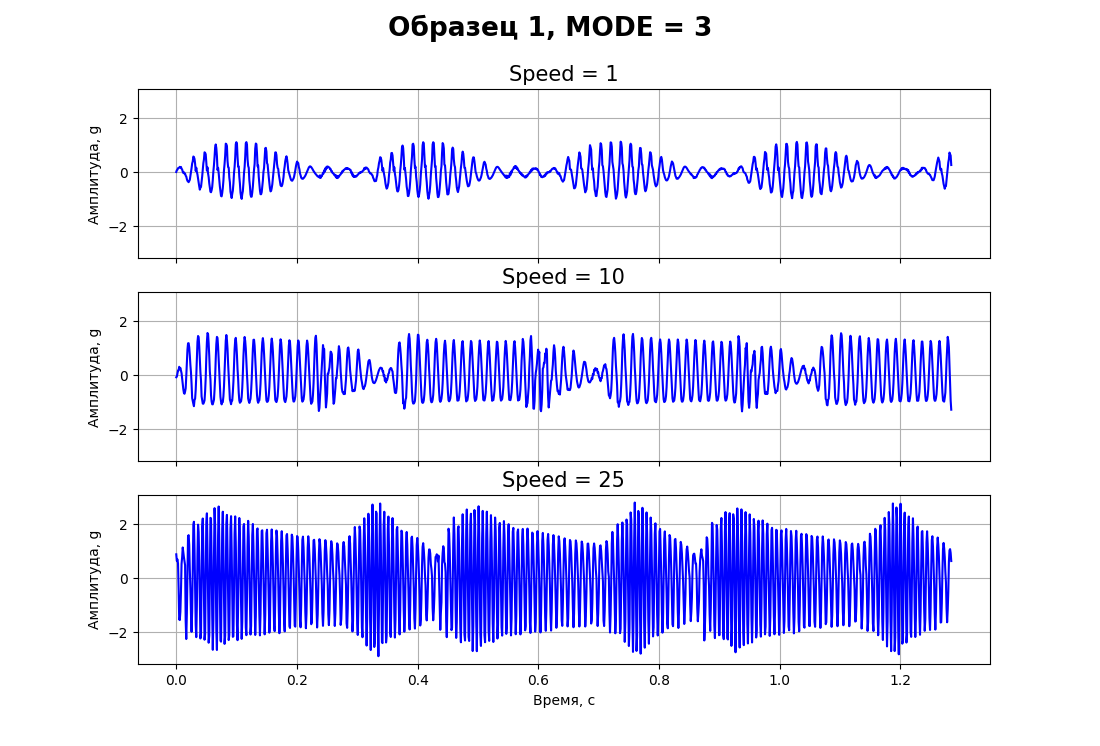 Образец 1, MODE = 3
Speed = 1
Амплитуда, g
2
0
−2
Speed = 10
Амплитуда, g
2
0
−2
Speed = 25
Амплитуда, g
2
0
−2
0.0 0.2 0.4 0.6 0.8 1.0 1.2
Время, с